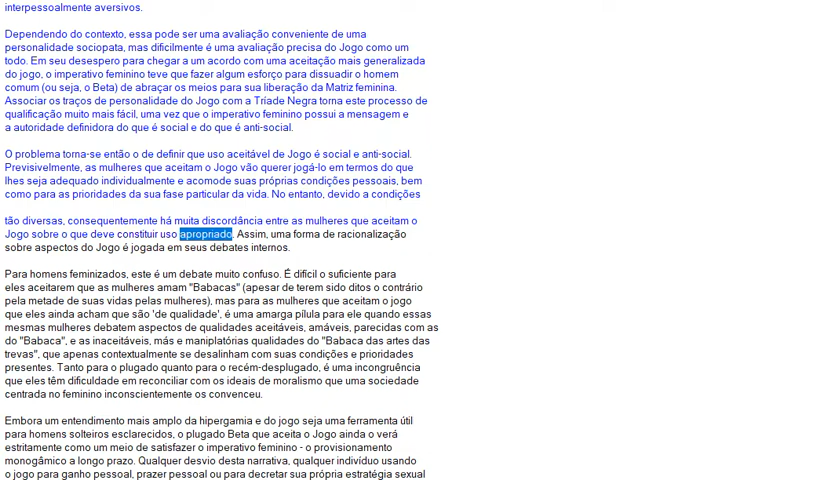 interpessoalmente aversivos.
Dependendo do contexto, essa pode ser uma avaliação conveniente de uma
personalidade sociopata, mas dificilmente é uma avaliação precisa do Jogo como um
todo. Em seu desespero para chegar a um acordo com uma aceitação mais generalizada
do jogo, o imperativo feminino teve que fazer algum esforço para dissuadir o homem
comum (ou seja, o Beta) de abraçar os meios para sua liberação da Matriz feminina.
Associar os traços de personalidade do Jogo com a Tríade Negra torna este processo de
qualificação muito mais fácil, uma vez que o imperativo feminino possui a mensagem e
a autoridade definidora do que é social e do que é anti-social.
O problema torna-se então o de definir que uso aceitável de Jogo é social e anti-social.
Previsivelmente, as mulheres que aceitam o Jogo vão querer jogá-lo em termos do que
lhes seja adequado individualmente e acomode suas próprias condições pessoais, bem
como para as prioridades da sua fase particular da vida. No entanto, devido a condições
tão diversas, consequentemente há muita discordância entre as mulheres que aceitam o
Jogo sobre o que deve constituir uso apropriado. Assim, uma forma de racionalização
sobre aspectos do Jogo é jogada em seus debates internos.
Para homens feminizados, este é um debate muito confuso. É difícil o suficiente para
eles aceitarem que as mulheres amam "Babacas" (apesar de terem sido ditos o contrário
pela metade de suas vidas pelas mulheres), mas para as mulheres que aceitam o jogo
que eles ainda acham que são 'de qualidade', é uma amarga pílula para ele quando essas
mesmas mulheres debatem aspectos de qualidades aceitáveis, amáveis, parecidas com as
do "Babaca", e as inaceitáveis, más e maniplatórias qualidades do "Babaca das artes das
trevas", que apenas contextualmente se desalinham com suas condições e prioridades
presentes. Tanto para o plugado quanto para o recém-desplugado, é uma incongruência
que eles têm dificuldade em reconciliar com os ideais de moralismo que uma sociedade
centrada no feminino inconscientemente os convenceu.
Embora um entendimento mais amplo da hipergamia e do jogo seja uma ferramenta útil
para homens solteiros esclarecidos, o plugado Beta que aceita o Jogo ainda o verá
estritamente como um meio de satisfazer o imperativo feminino - o provisionamento
monogâmico a longo prazo. Qualquer desvio desta narrativa, qualquer indivíduo usando
o jogo para ganho pessoal, prazer pessoal ou para decretar sua própria estratégia sexual